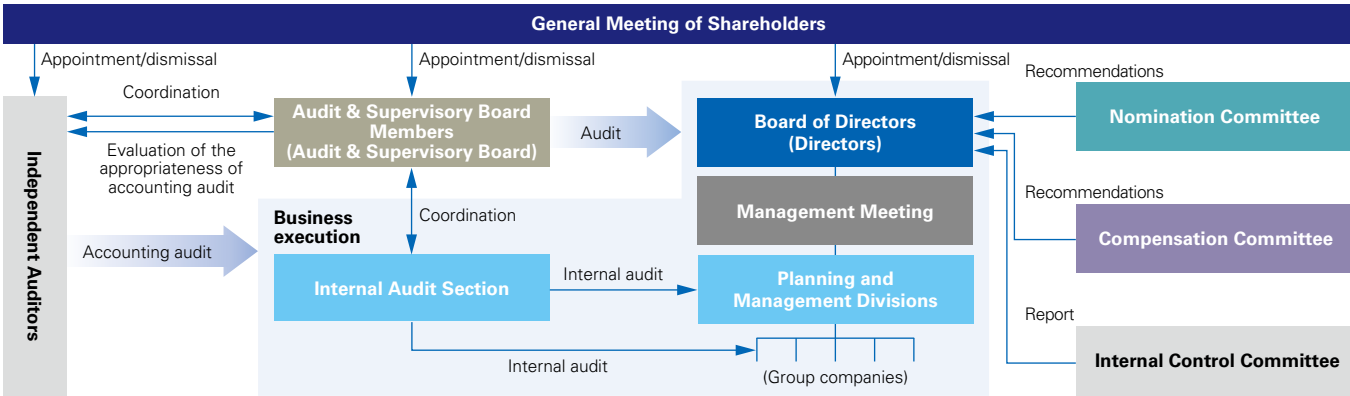 General Meeting of Shareholders
Appointment/dismissal
Appointment/dismissal
Appointment/dismissal
Recommendations
Coordination
Independent Auditors
Audit & Supervisory Board
Members
(Audit & Supervisory Board)
Audit
Board of Directors
(Directors)
Nomination Committee
Evaluation of the
appropriateness of
accounting audit
Recommendations
Business
execution
Coordination
Management Meeting
Compensation Committee
Accounting audit
Internal Audit Section
Internal audit
Planning and
Management Divisions
Report
Internal audit
(Group companies)
Internal Control Committee